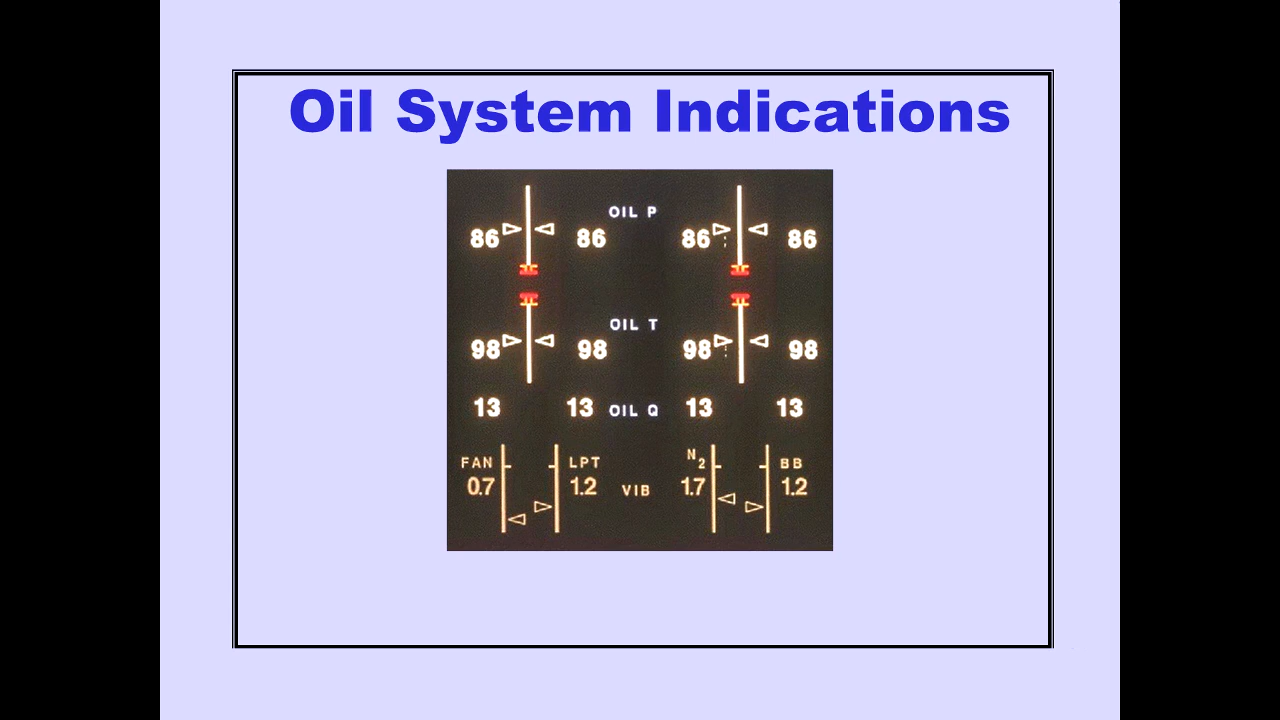 Oil System Indications
OIL P
86 86 86 86
OIL T
98 98 98 98
13 13 OIL Q 13 13
FAN LPT N2 BB
0.7 1.2 VIB 1.7 1.2